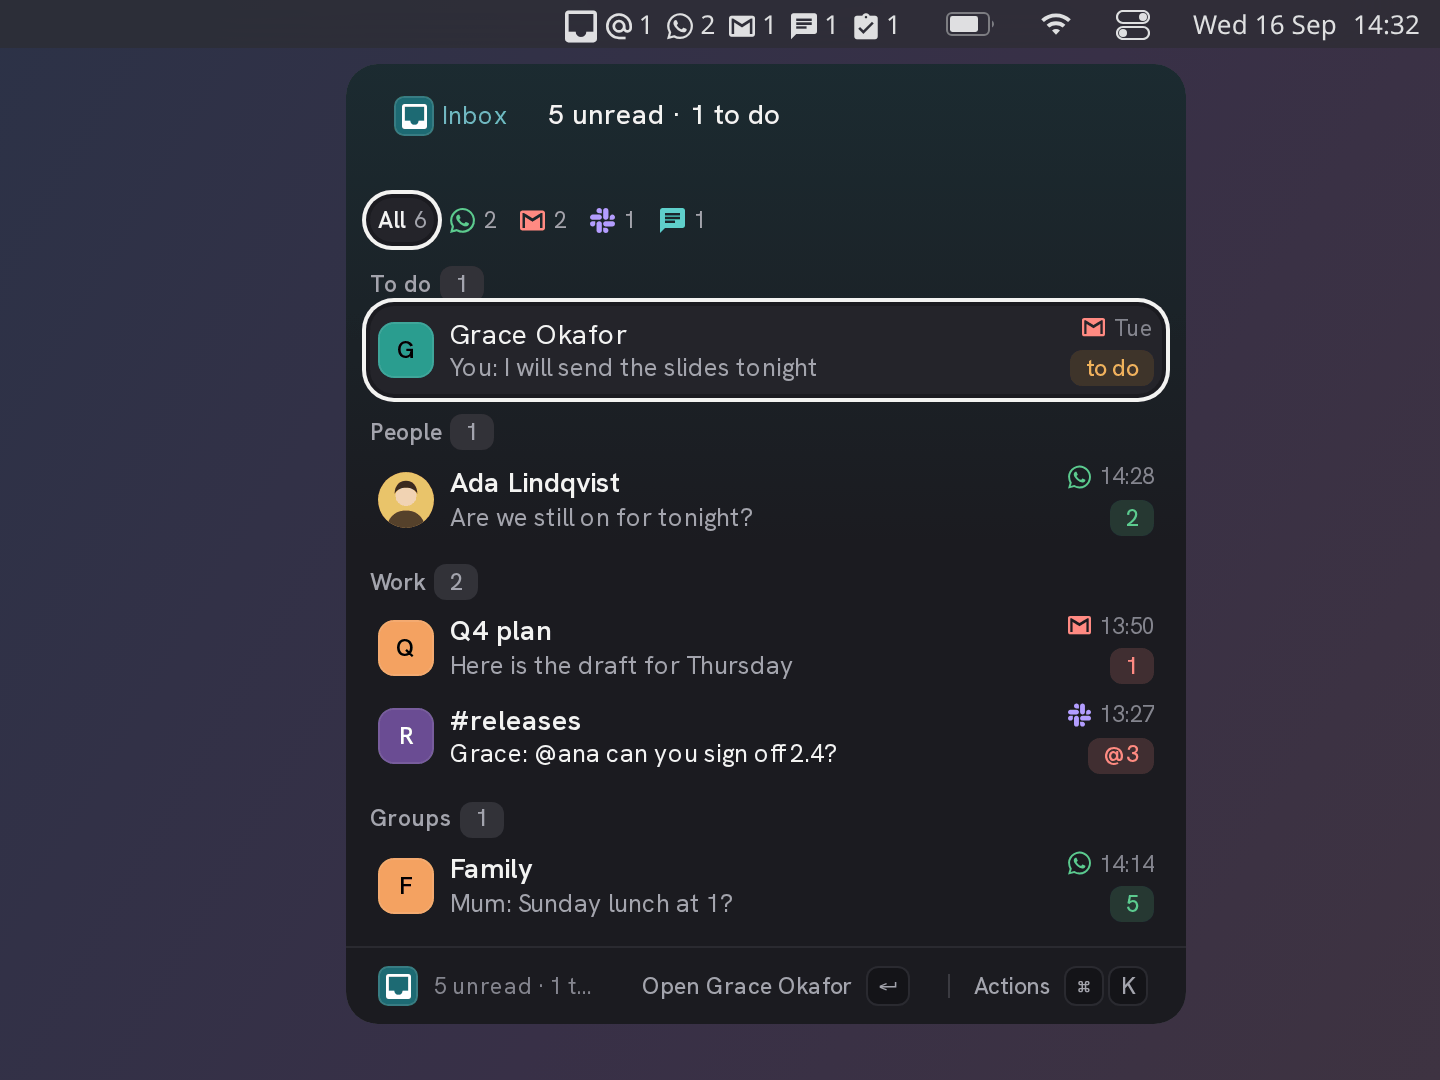 @ 1 2 1 1 1 Wed 16 Sep 14:32
Inbox 5 unread · 1 to do
All 6 2 2 1 1
To do 1
G Grace Okafor Tue
You: I will send the slides tonight to do
People 1
Ada Lindqvist 14:28
Are we still on for tonight? 2
Work 2
Q Q4 plan 13:50
Here is the draft for Thursday 1
R #releases 13:27
Grace: @ana can you sign off 2.4? @3
Groups 1
F Family 14:14
Mum: Sunday lunch at 1? 5
5 unread · 1 t… Open Grace Okafor ↵ Actions ⌘ K